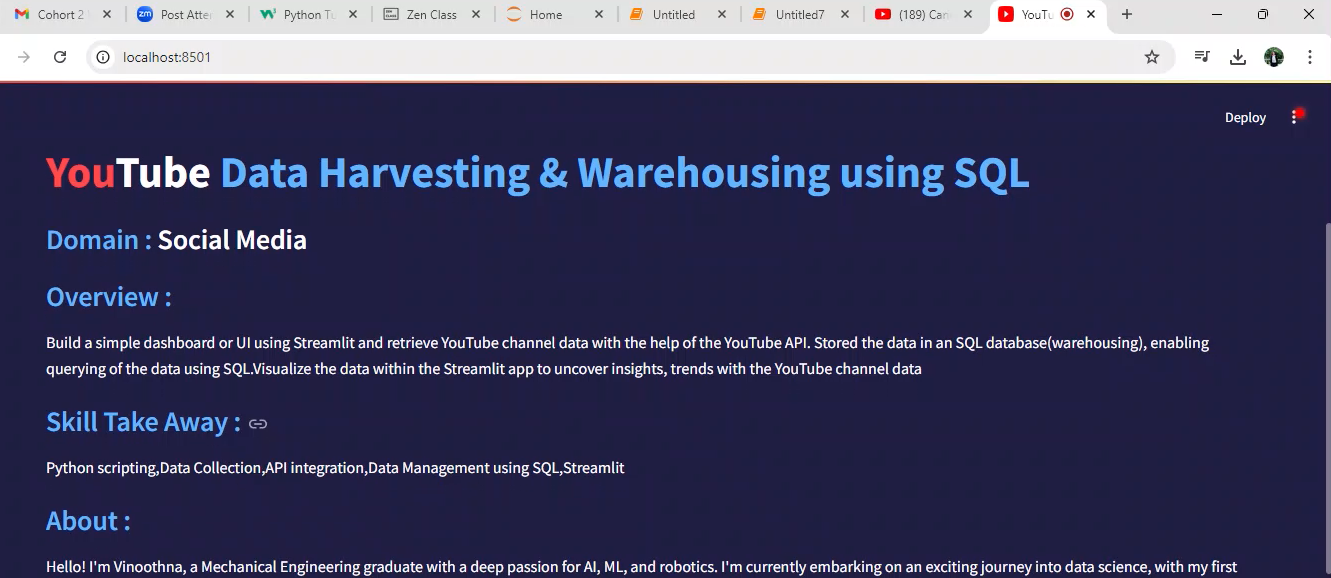 Cohort 2
zm Post Atte
Python Tu
Zen Class
Home
Untitled
Untitled7
(189) Can
YouTu
localhost:8501
Deploy
YouTube Data Harvesting & Warehousing using SQL
Domain : Social Media
Overview :
Build a simple dashboard or UI using Streamlit and retrieve YouTube channel data with the help of the YouTube API. Stored the data in an SQL database(warehousing), enabling
querying of the data using SQL.Visualize the data within the Streamlit app to uncover insights, trends with the YouTube channel data
Skill Take Away :
Python scripting,Data Collection,API integration,Data Management using SQL,Streamlit
About :
Hello! I'm Vinoothna, a Mechanical Engineering graduate with a deep passion for AI, ML, and robotics. I'm currently embarking on an exciting journey into data science, with my first